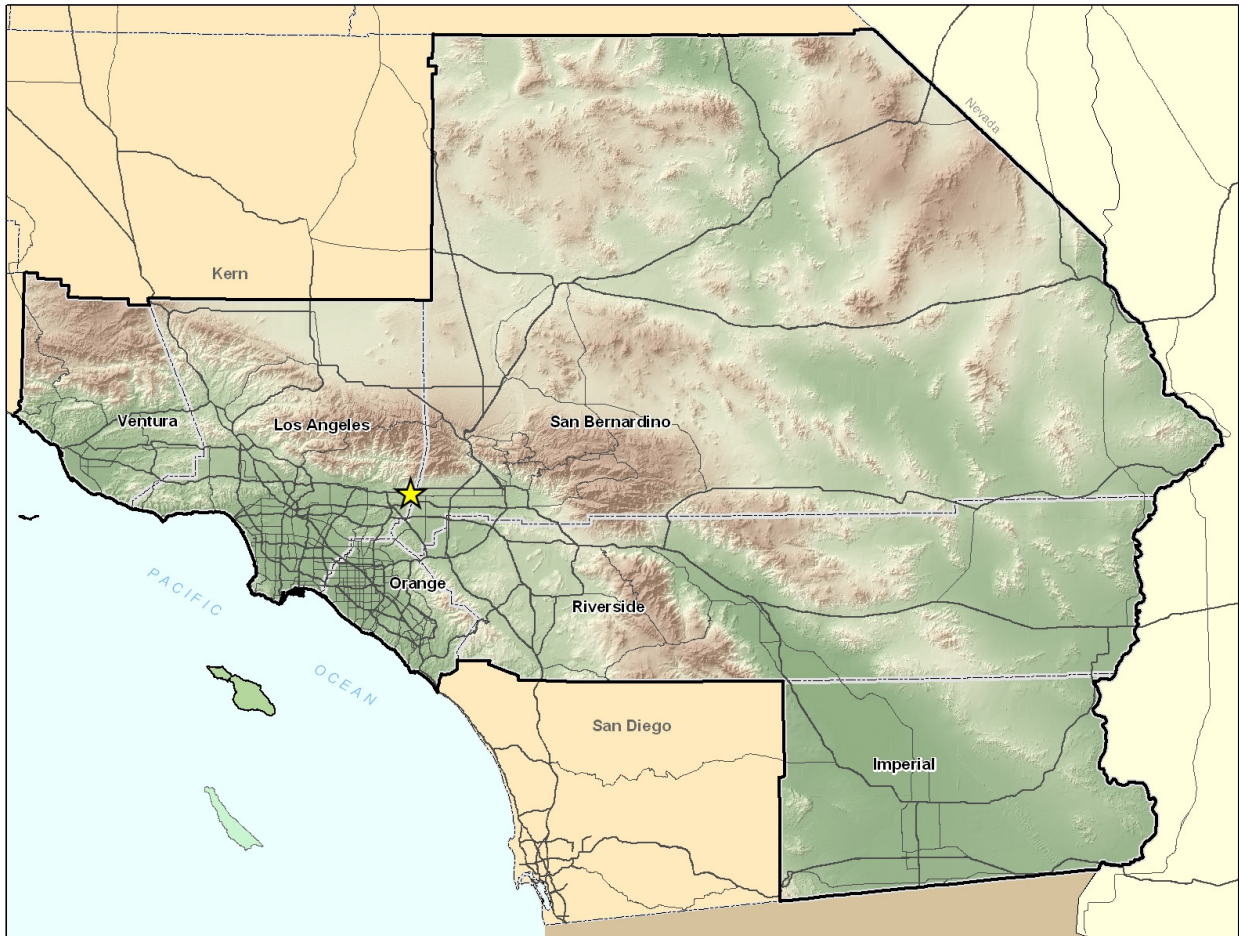 Nevada
Kern
Ventura
Los Angeles
San Bernardino
PACIFIC
OCEAN
Orange
Riverside
San Diego
Imperial